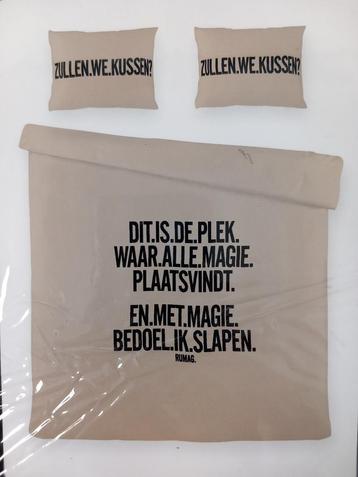 ZULLEN.WE.KUSSEN?
ZULLEN.WE.KUSSEN?
DIT.IS.DE.PLEK.
WAAR.ALLE.MAGIE.
PLAATSVINDT.
EN.MET.MAGIE.
BEDOEL.IK.SLAPEN.
RUMAG.